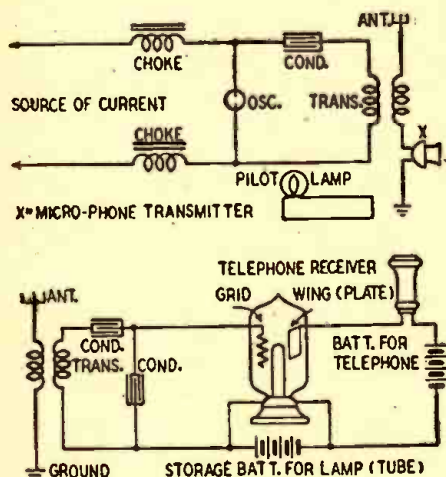 ANT.
CHOKE
COND.
SOURCE OF CURRENT
OSC.
TRANS.
X
CHOKE
PILOT LAMP
X=MICRO-PHONE TRANSMITTER
ANT.
TELEPHONE RECEIVER
GRID
WING (PLATE)
COND.
TRANS.
COND.
BATT. FOR
TELEPHONE
GROUND
STORAGE BATT. FOR LAMP (TUBE)